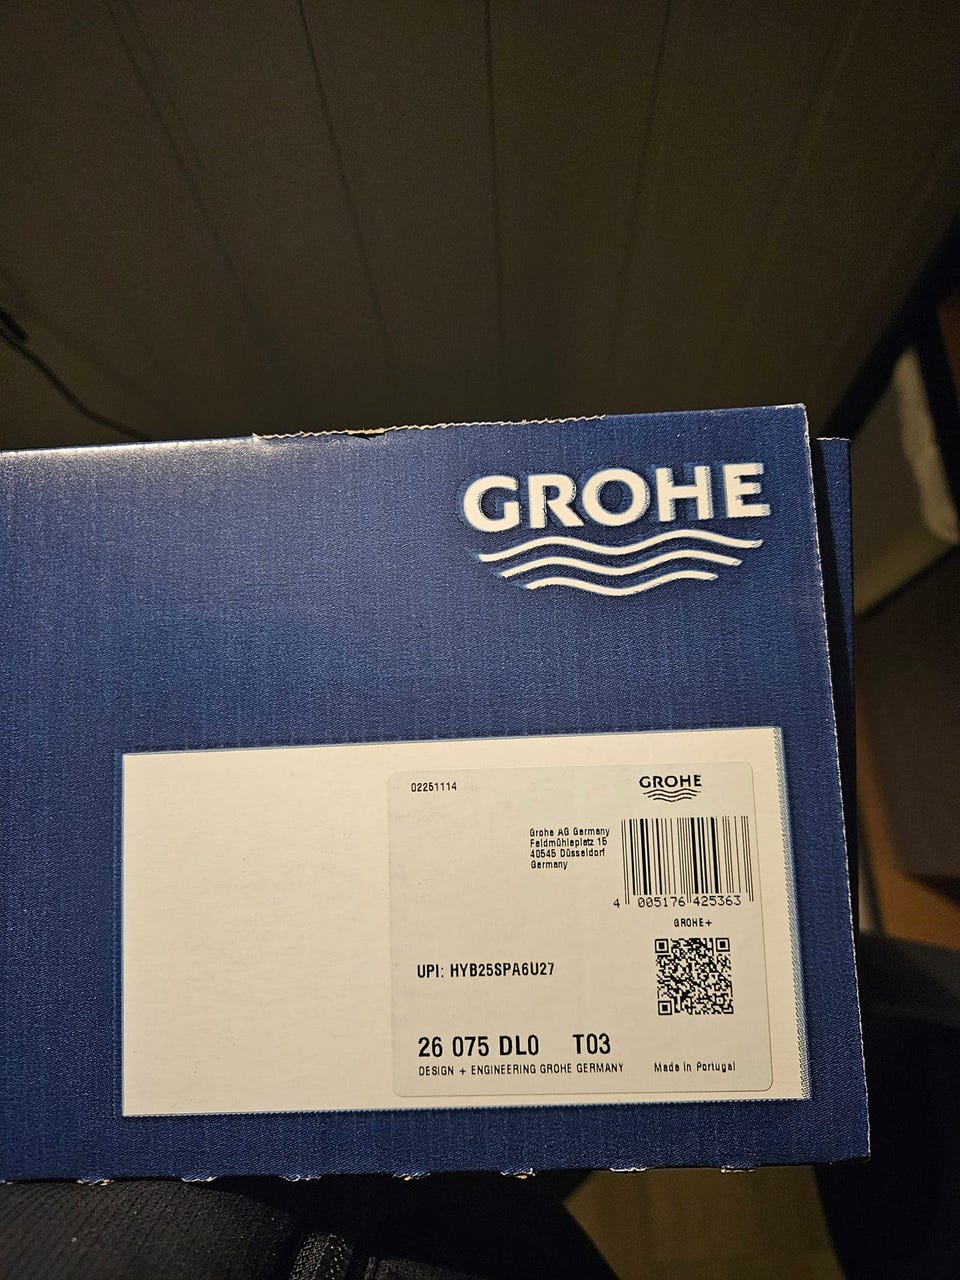 GROHE
02251114
GROHE
Grohe AG Germany
Feldmühleplatz 15
40545 Düsseldorf
Germany
4 005176 425363
GROHE+
UPI: HYB25SPA6U27
26 075 DL0 T03
DESIGN + ENGINEERING GROHE GERMANY
Made in Portugal